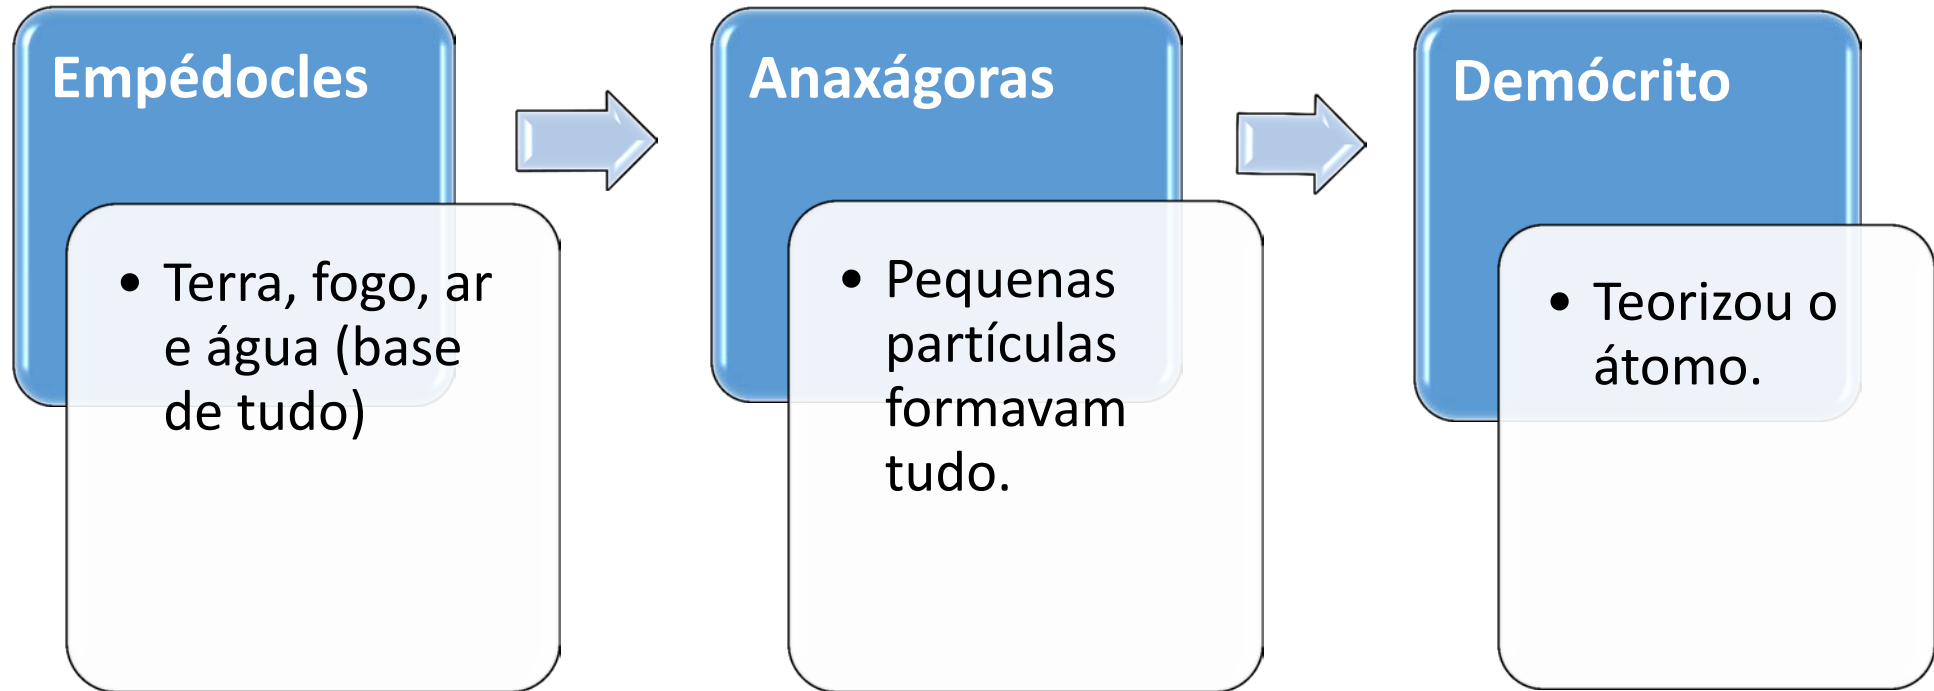 Empédocles
• Terra, fogo, ar
e água (base
de tudo)
Anaxágoras
• Pequenas
partículas
formavam
tudo.
Demócrito
• Teorizou o
átomo.